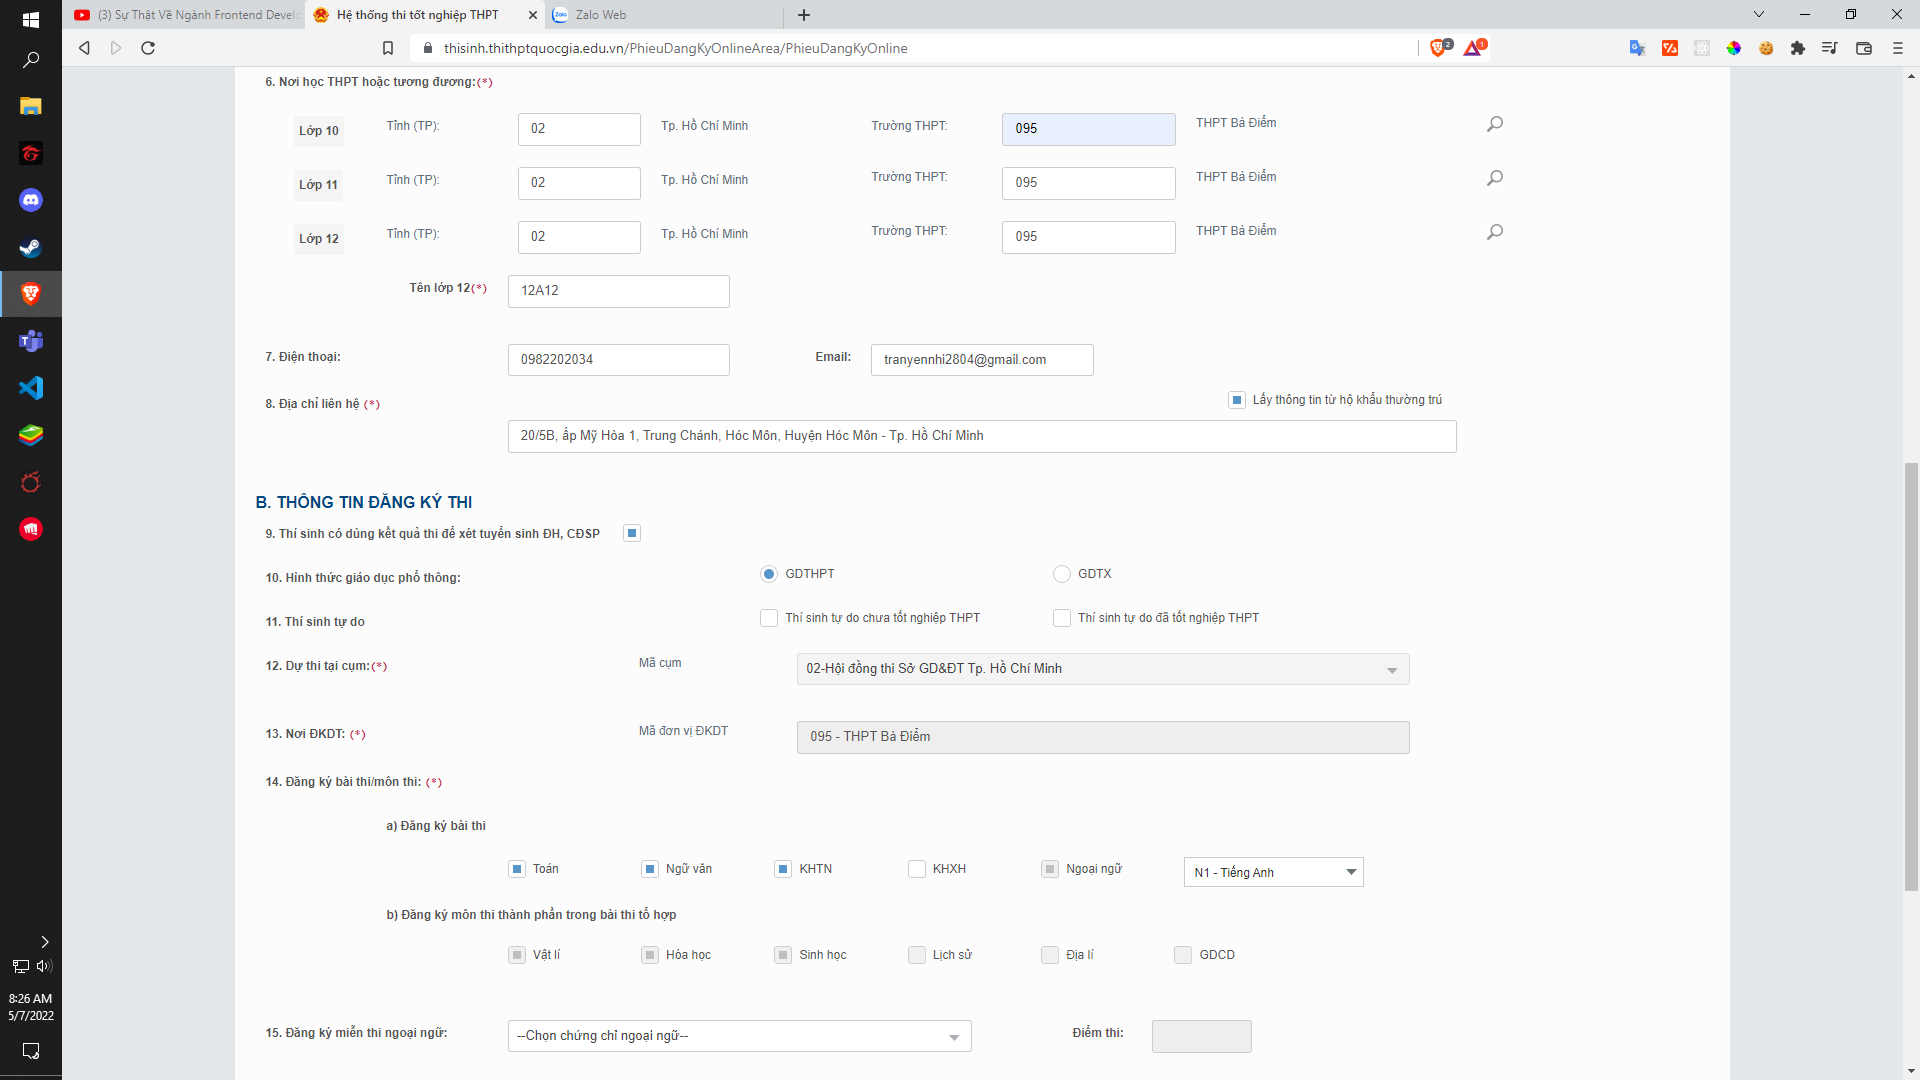 (3) Sự Thật Về Ngành Frontend Develo
Hệ thống thi tốt nghiệp THPT
Zalo Web
thisinh.thithptquocgia.edu.vn/PhieuDangKyOnlineArea/PhieuDangKyOnline
2
1
6. Nơi học THPT hoặc tương đương:(*)
Lớp 10 Tỉnh (TP): 02 Tp. Hồ Chí Minh Trường THPT: 095 THPT Bà Điểm
Lớp 11 Tỉnh (TP): 02 Tp. Hồ Chí Minh Trường THPT: 095 THPT Bà Điểm
Lớp 12 Tỉnh (TP): 02 Tp. Hồ Chí Minh Trường THPT: 095 THPT Bà Điểm
Tên lớp 12(*) 12A12
7. Điện thoại: 0982202034 Email: tranyennhi2804@gmail.com
8. Địa chỉ liên hệ (*) Lấy thông tin từ hộ khẩu thường trú
20/5B, ấp Mỹ Hòa 1, Trung Chánh, Hóc Môn, Huyện Hóc Môn - Tp. Hồ Chí Minh
B. THÔNG TIN ĐĂNG KÝ THI
9. Thí sinh có dùng kết quả thi để xét tuyển sinh ĐH, CĐSP
10. Hình thức giáo dục phổ thông: GDTHPT GDTX
11. Thí sinh tự do Thí sinh tự do chưa tốt nghiệp THPT Thí sinh tự do đã tốt nghiệp THPT
12. Dự thi tại cụm:(*) Mã cụm 02-Hội đồng thi Sở GD&ĐT Tp. Hồ Chí Minh
13. Nơi ĐKDT: (*) Mã đơn vị ĐKDT 095 - THPT Bà Điểm
14. Đăng ký bài thi/môn thi: (*)
a) Đăng ký bài thi
Toán Ngữ văn KHTN KHXH Ngoại ngữ N1 - Tiếng Anh
b) Đăng ký môn thi thành phần trong bài thi tổ hợp
Vật lí Hóa học Sinh học Lịch sử Địa lí GDCD
15. Đăng ký miễn thi ngoại ngữ: --Chọn chứng chỉ ngoại ngữ-- Điểm thi:
8:26 AM
5/7/2022